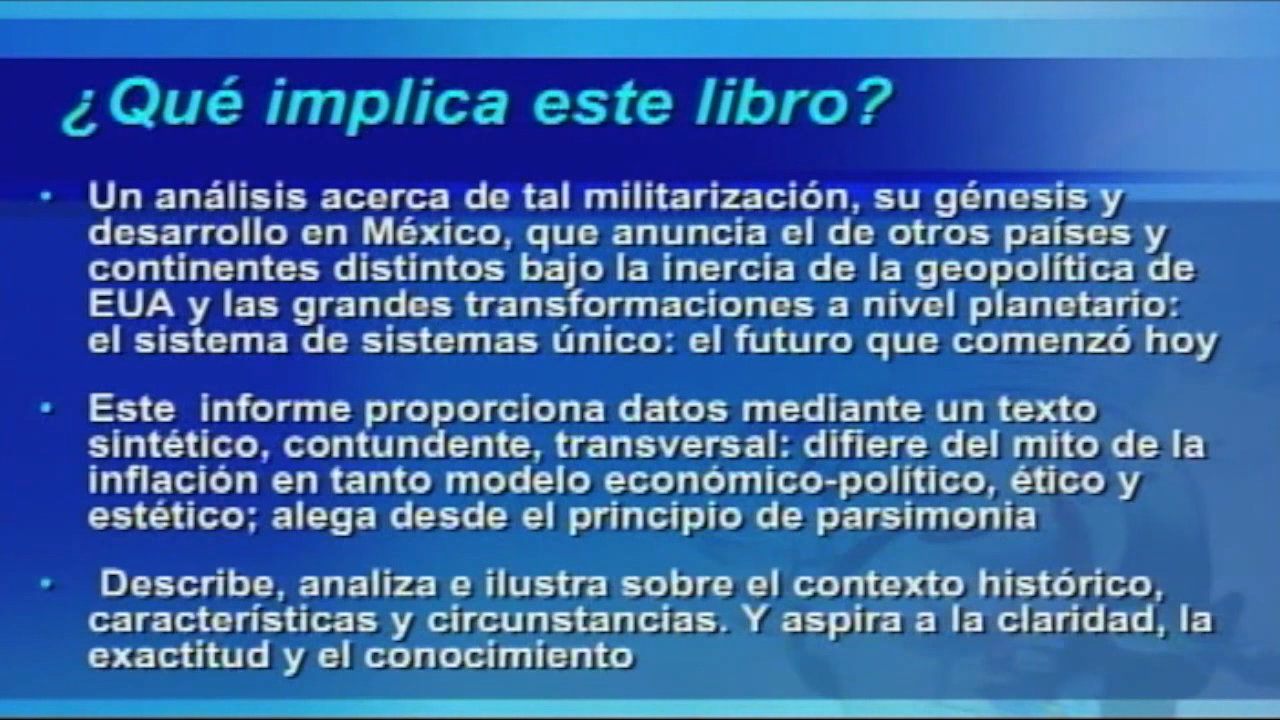 ¿Qué implica este libro?
• Un análisis acerca de tal militarización, su génesis y
desarrollo en México, que anuncia el de otros países y
continentes distintos bajo la inercia de la geopolítica de
EUA y las grandes transformaciones a nivel planetario:
el sistema de sistemas único: el futuro que comenzó hoy
• Este informe proporciona datos mediante un texto
sintético, contundente, transversal: difiere del mito de la
inflación en tanto modelo económico-político, ético y
estético; alega desde el principio de parsimonia
• Describe, analiza e ilustra sobre el contexto histórico,
características y circunstancias. Y aspira a la claridad, la
exactitud y el conocimiento